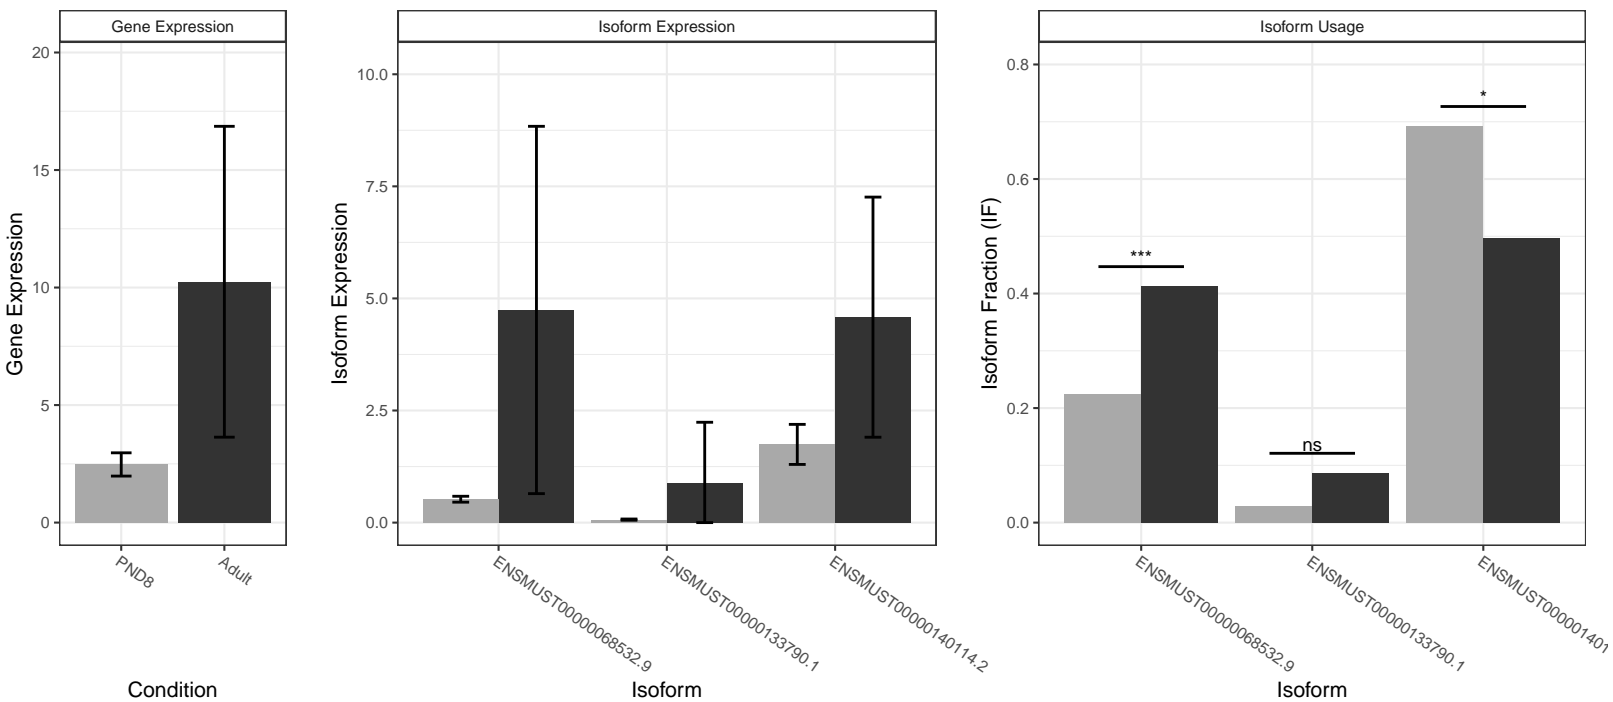 Gene Expression
Gene Expression
20
15
10
5
0
PND8
Adult
Condition
Isoform Expression
Isoform Expression
10.0
7.5
5.0
2.5
0.0
ENSMUST00000068532.9
ENSMUST00000133790.1
ENSMUST00000140114.2
Isoform
Isoform Usage
Isoform Fraction (IF)
0.8
0.6
0.4
0.2
0.0
***
ns
*
ENSMUST00000068532.9
ENSMUST00000133790.1
ENSMUST000001401
Isoform